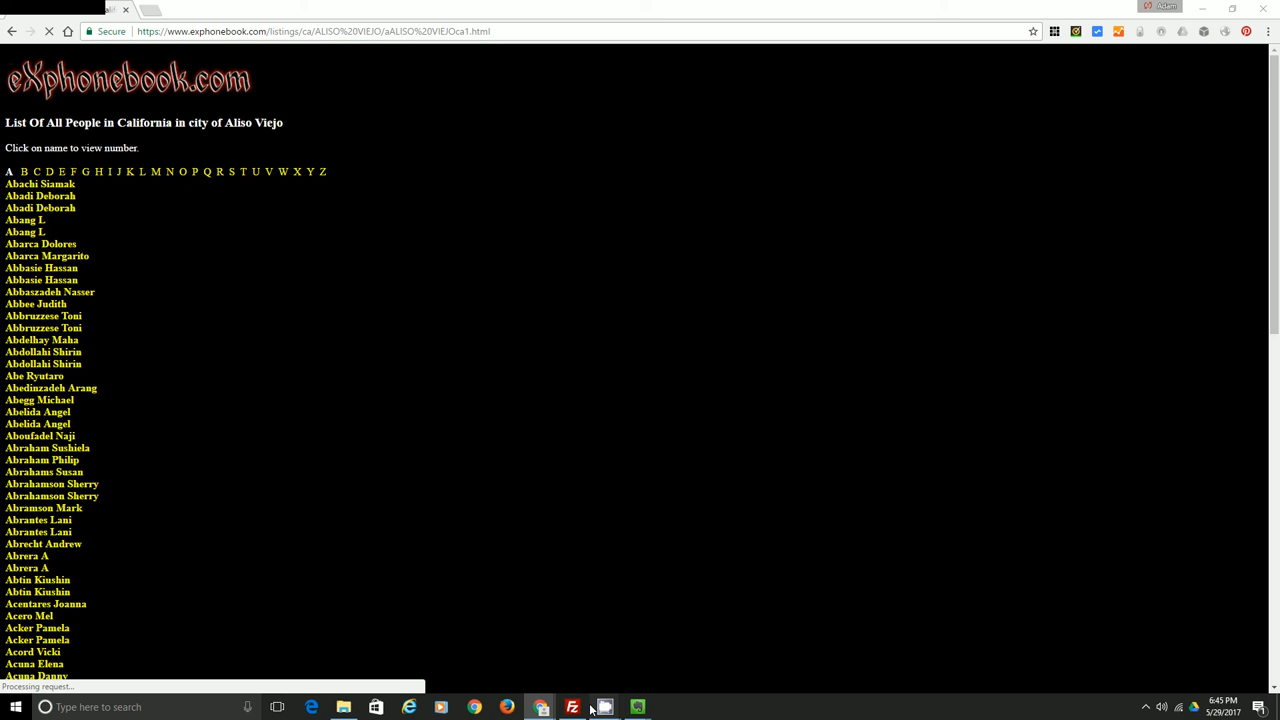 Adam
Secure https://www.exphonebook.com/listings/ca/ALISO%20VIEJO/aALISO%20VIEJOca1.html
eXphonebook.com
List Of All People in California in city of Aliso Viejo
Click on name to view number.
A B C D E F G H I J K L M N O P Q R S T U V W X Y Z
Abachi Siamak
Abadi Deborah
Abadi Deborah
Abang L
Abang L
Abarca Dolores
Abarca Margarito
Abbasie Hassan
Abbasie Hassan
Abbaszadeh Nasser
Abbee Judith
Abbruzzese Toni
Abbruzzese Toni
Abdelhay Maha
Abdollahi Shirin
Abdollahi Shirin
Abe Ryutaro
Abedinzadeh Arang
Abegg Michael
Abelida Angel
Abelida Angel
Aboufadel Naji
Abraham Sushiela
Abraham Philip
Abrahams Susan
Abrahamson Sherry
Abrahamson Sherry
Abramson Mark
Abrantes Lani
Abrantes Lani
Abrecht Andrew
Abrera A
Abrera A
Abtin Kiushin
Abtin Kiushin
Acentares Joanna
Acero Mel
Acker Pamela
Acker Pamela
Acord Vicki
Acuna Elena
Acuna Danny
Processing request...
Type here to search
6:45 PM
5/29/2017